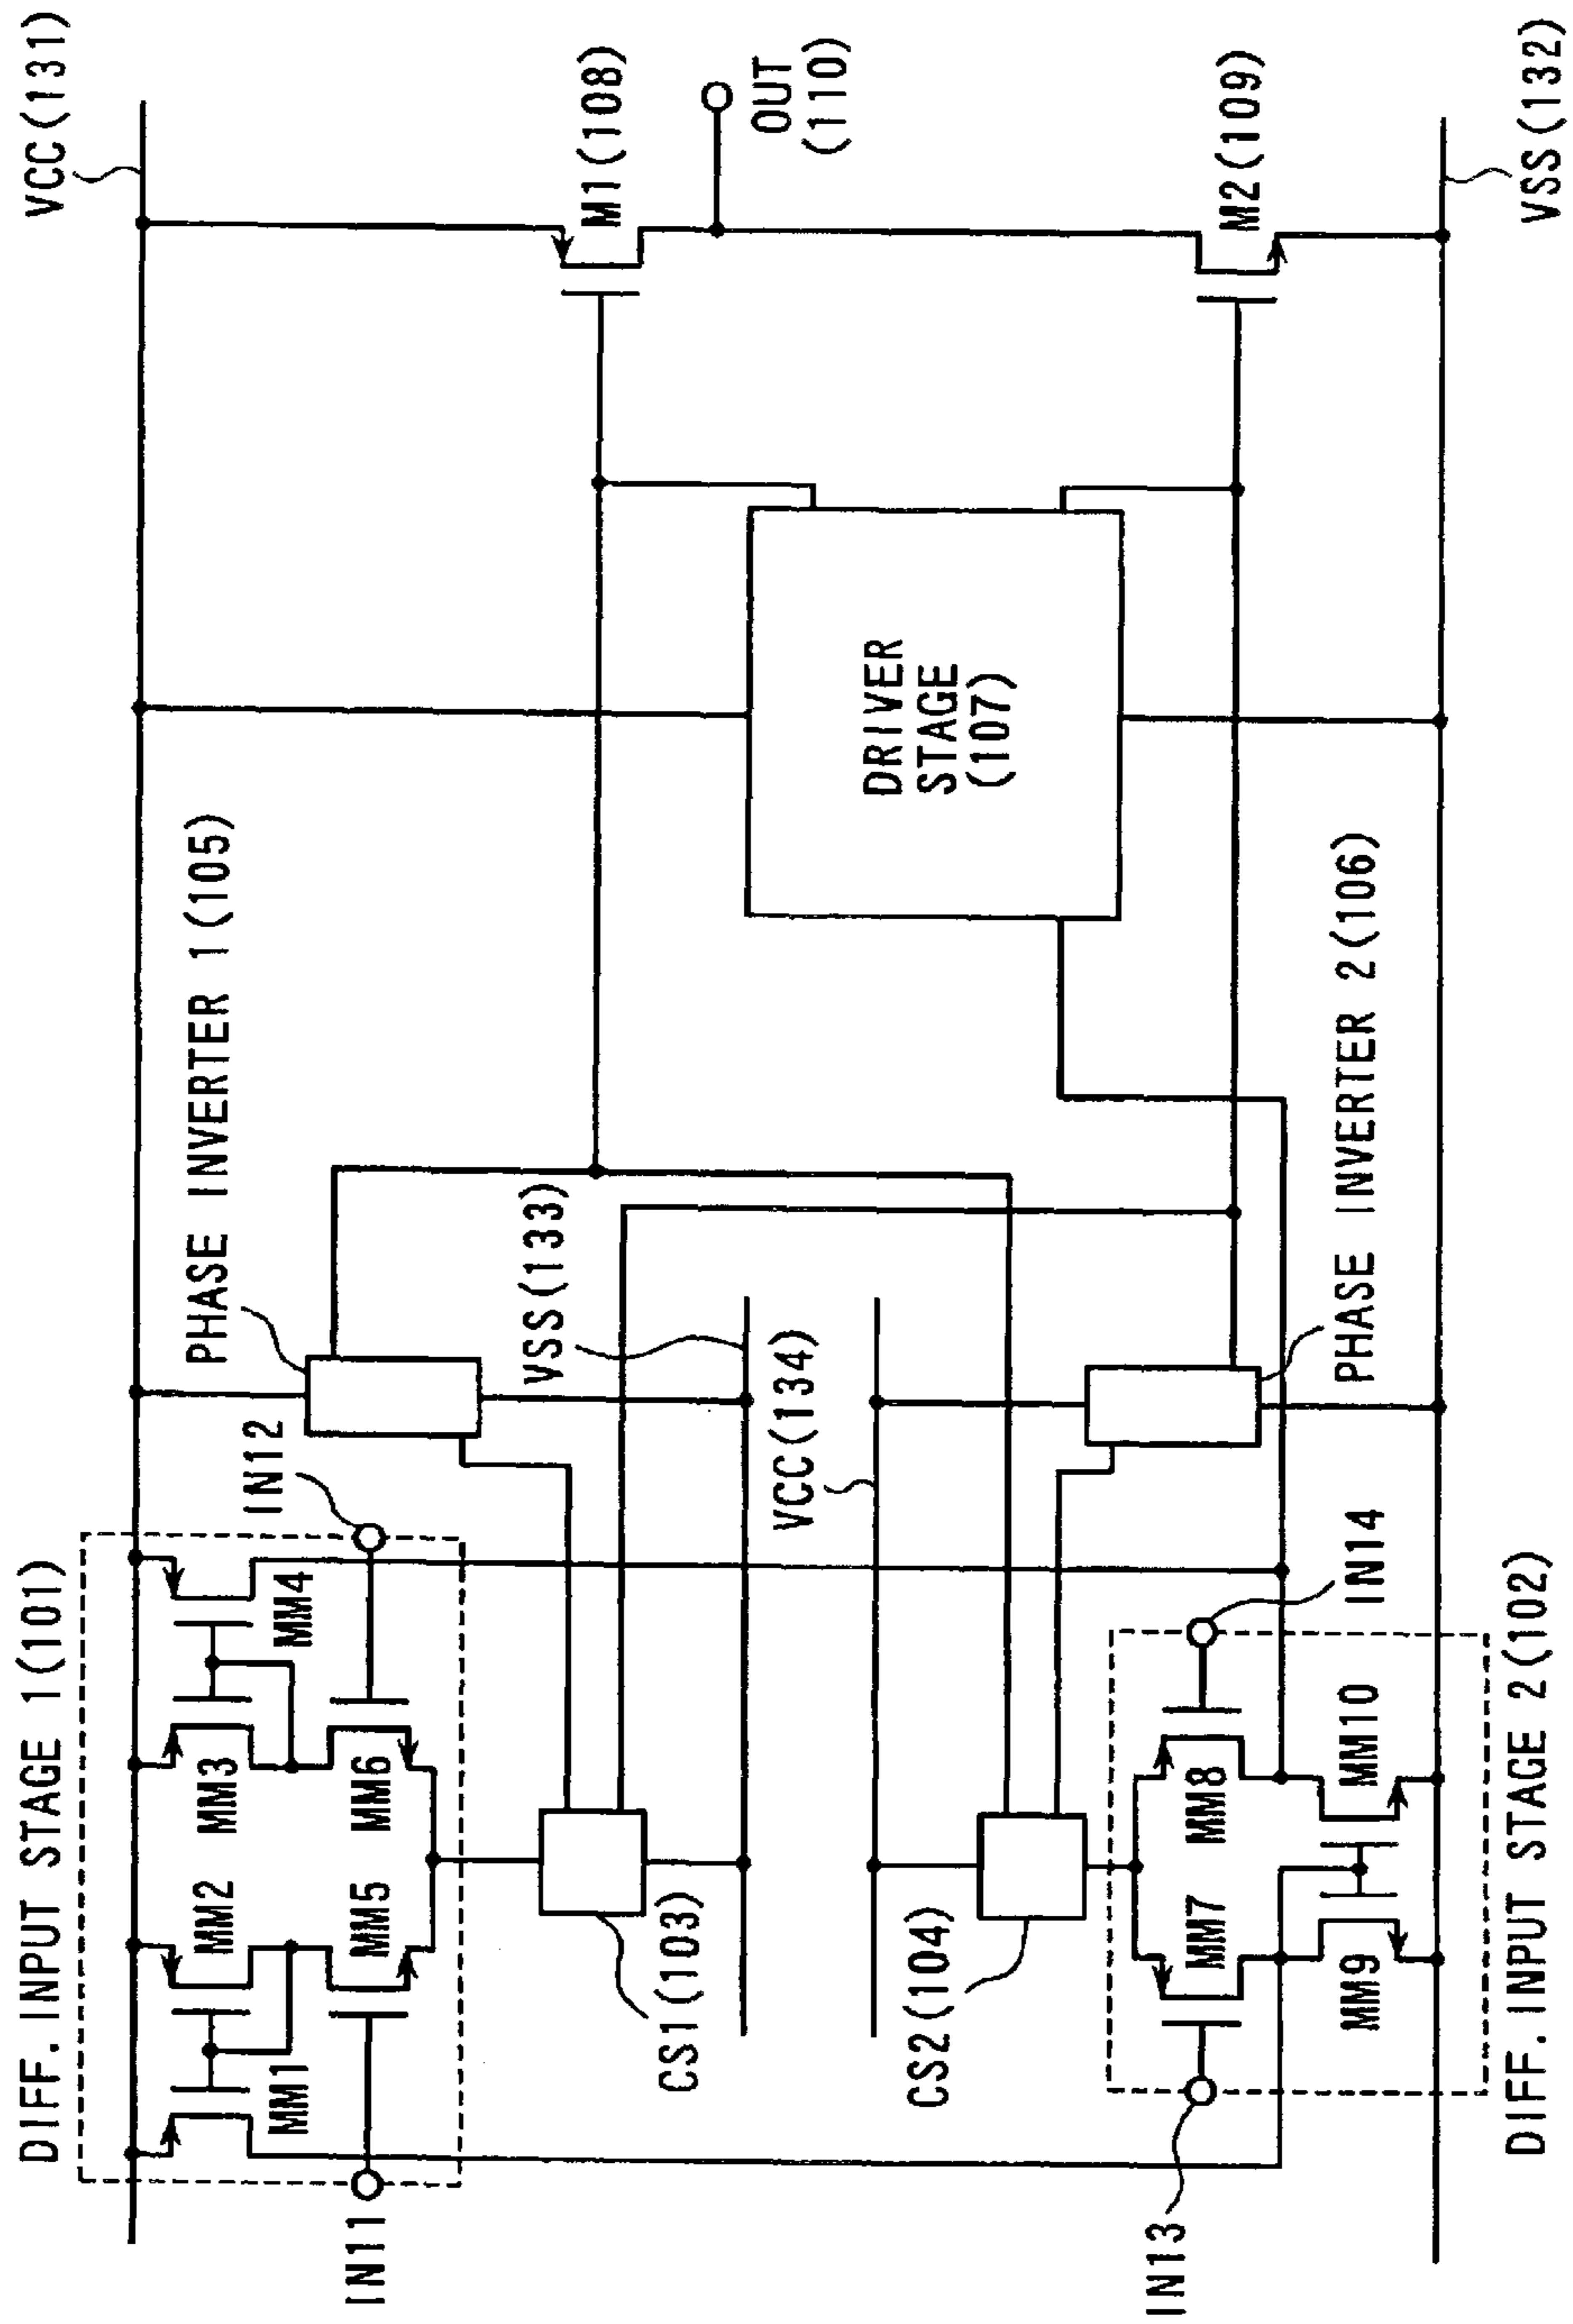 DIFF. INPUT STAGE 1(101)
VCC(131)
PHASE INVERTER 1(105)
IN12
MM1
MM2
MM3
MM4
MM5
MM6
IN11
CS1(103)
VSS(133)
VCC(134)
CS2(104)
DRIVER
STAGE
(107)
M1(108)
OUT
(110)
M2(109)
IN13
MM7
MM8
MM9
MM10
IN14
PHASE INVERTER 2(106)
DIFF. INPUT STAGE 2(102)
VSS(132)